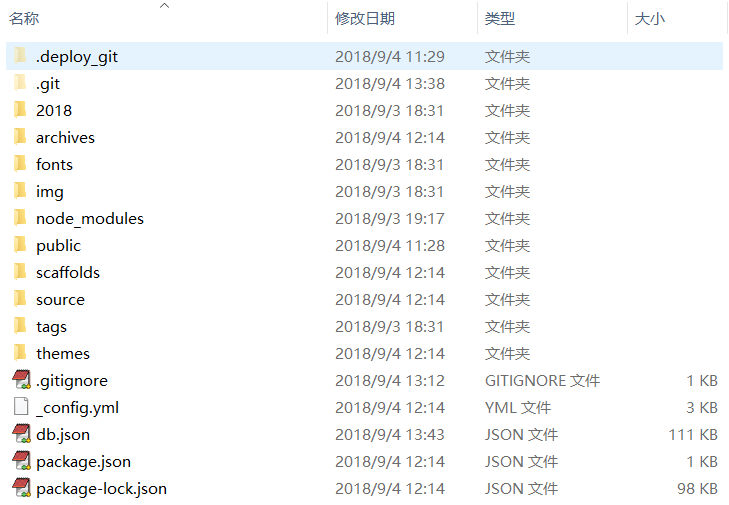 名称 修改日期 类型 大小
.deploy_git 2018/9/4 11:29 文件夹
.git 2018/9/4 13:38 文件夹
2018 2018/9/3 18:31 文件夹
archives 2018/9/4 12:14 文件夹
fonts 2018/9/3 18:31 文件夹
img 2018/9/3 18:31 文件夹
node_modules 2018/9/3 19:17 文件夹
public 2018/9/4 11:28 文件夹
scaffolds 2018/9/4 12:14 文件夹
source 2018/9/4 12:14 文件夹
tags 2018/9/3 18:31 文件夹
themes 2018/9/4 12:14 文件夹
.gitignore 2018/9/4 13:12 GITIGNORE 文件 1 KB
_config.yml 2018/9/4 12:14 YML 文件 3 KB
db.json 2018/9/4 13:43 JSON 文件 111 KB
package.json 2018/9/4 12:14 JSON 文件 1 KB
package-lock.json 2018/9/4 12:14 JSON 文件 98 KB